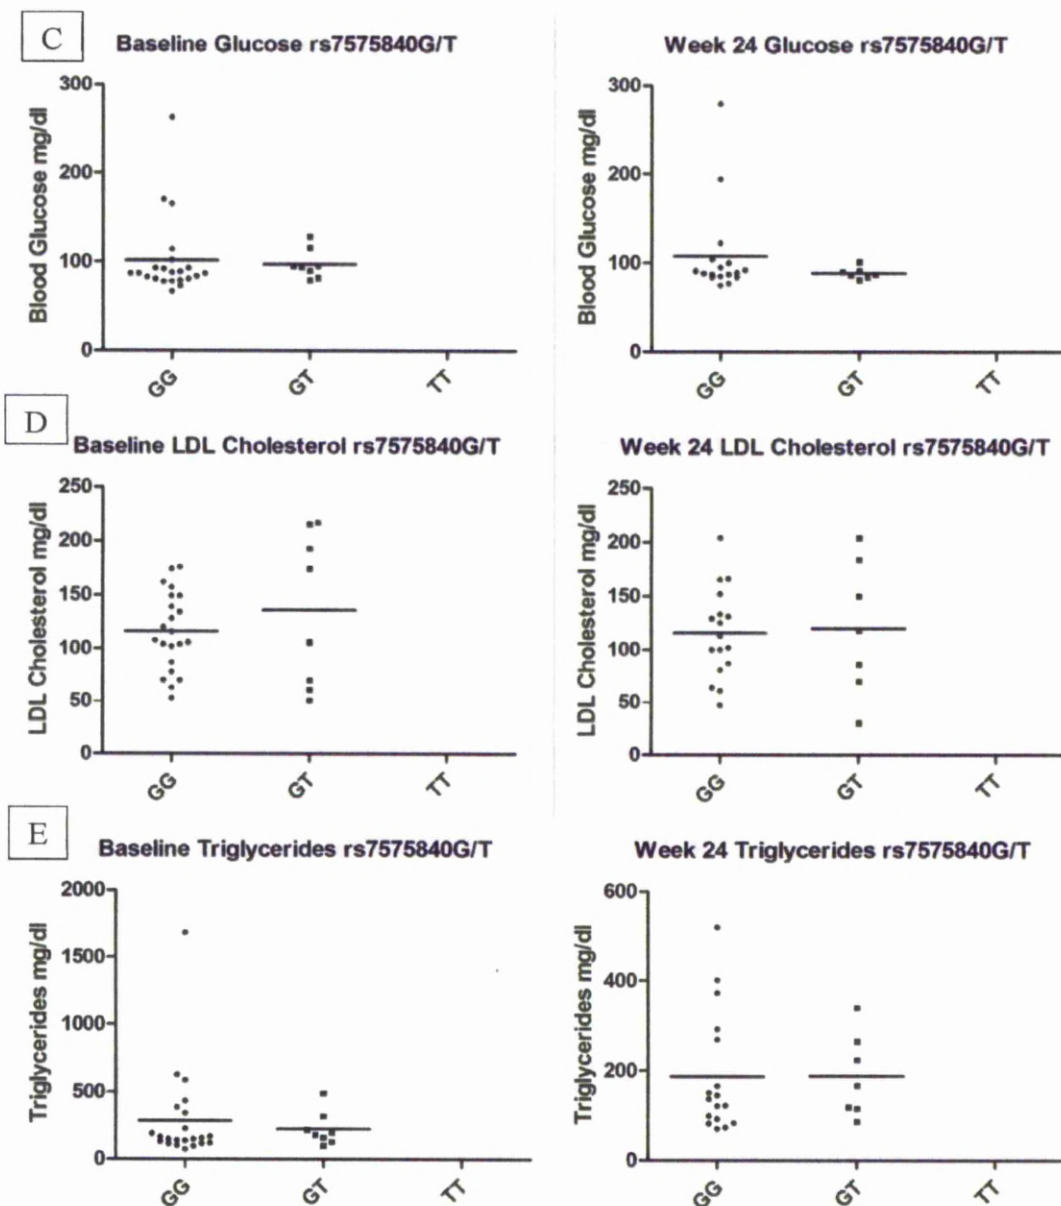 C
Baseline Glucose rs7575840G/T
Week 24 Glucose rs7575840G/T
Blood Glucose mg/dl
300
200
100
0
GG
GT
TT
Blood Glucose mg/dl
300
200
100
0
GG
GT
TT
D
Baseline LDL Cholesterol rs7575840G/T
Week 24 LDL Cholesterol rs7575840G/T
LDL Cholesterol mg/dl
250
200
150
100
50
0
GG
GT
TT
LDL Cholesterol mg/dl
250
200
150
100
50
0
GG
GT
TT
E
Baseline Triglycerides rs7575840G/T
Week 24 Triglycerides rs7575840G/T
Triglycerides mg/dl
2000
1500
1000
500
0
GG
GT
TT
Triglycerides mg/dl
600
400
200
0
GG
GT
TT